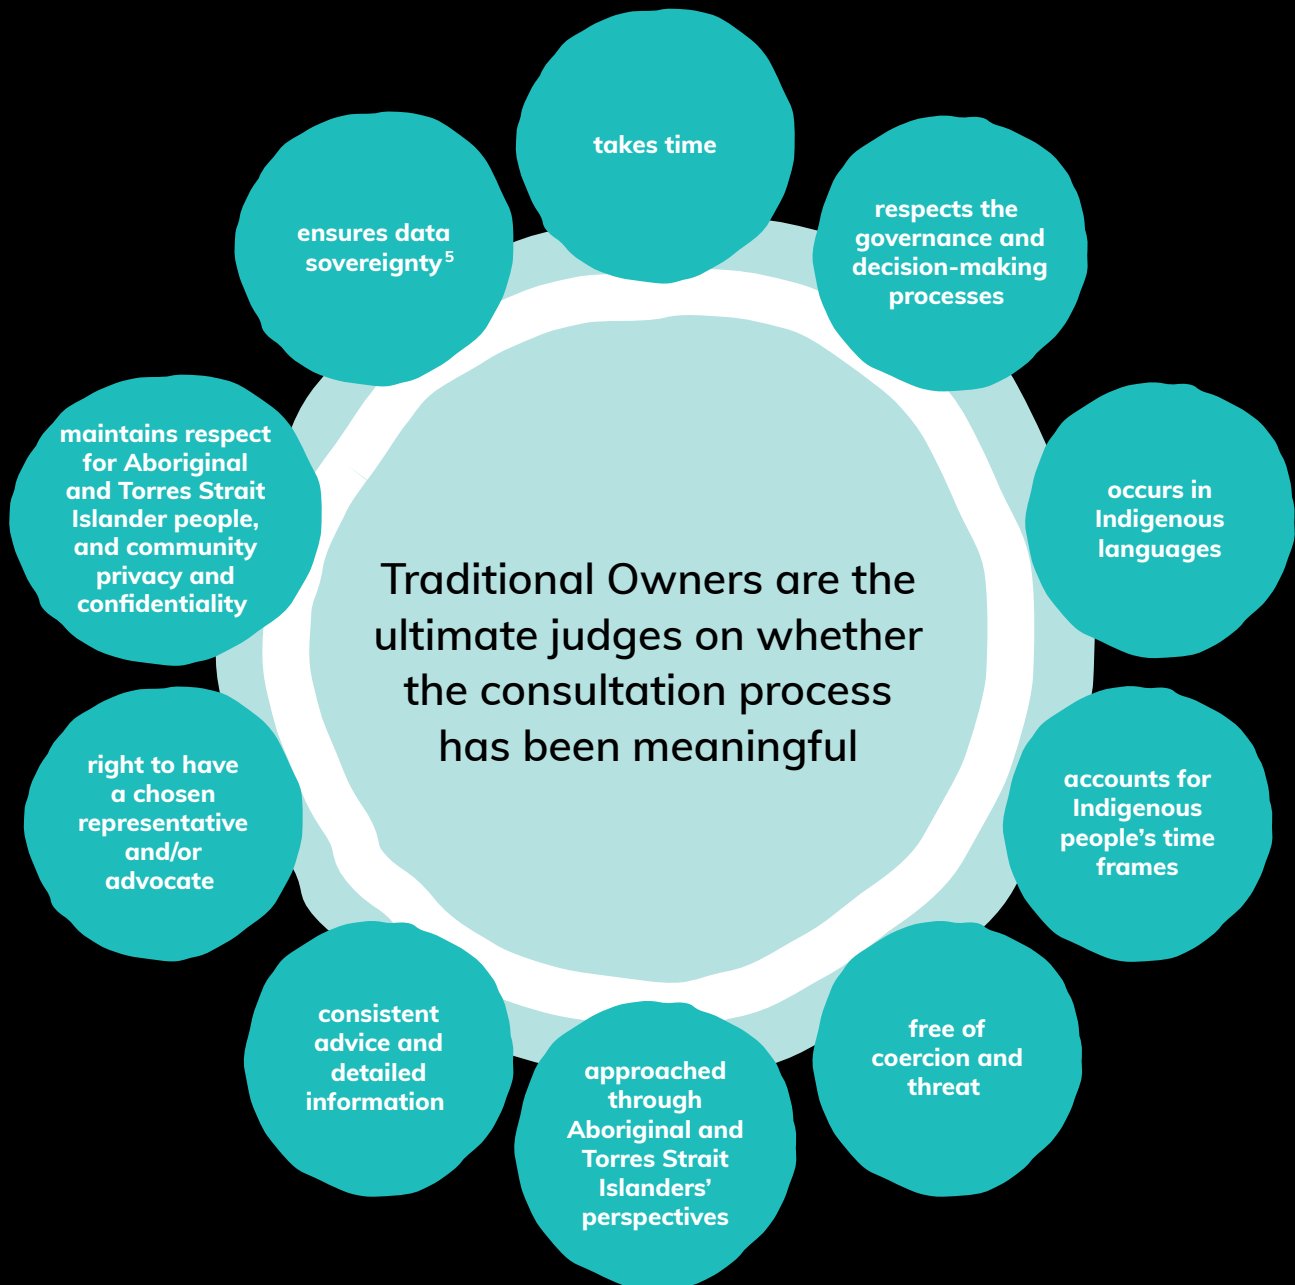 takes time
respects the
governance and
decision-making
processes
occurs in
Indigenous
languages
accounts for
Indigenous
people’s time
frames
free of
coercion and
threat
approached
through
Aboriginal and
Torres Strait
Islanders’
perspectives
consistent
advice and
detailed
information
right to have
a chosen
representative
and/or
advocate
maintains respect
for Aboriginal
and Torres Strait
Islander people,
and community
privacy and
confidentiality
ensures data
sovereignty⁵
Traditional Owners are the
ultimate judges on whether
the consultation process
has been meaningful